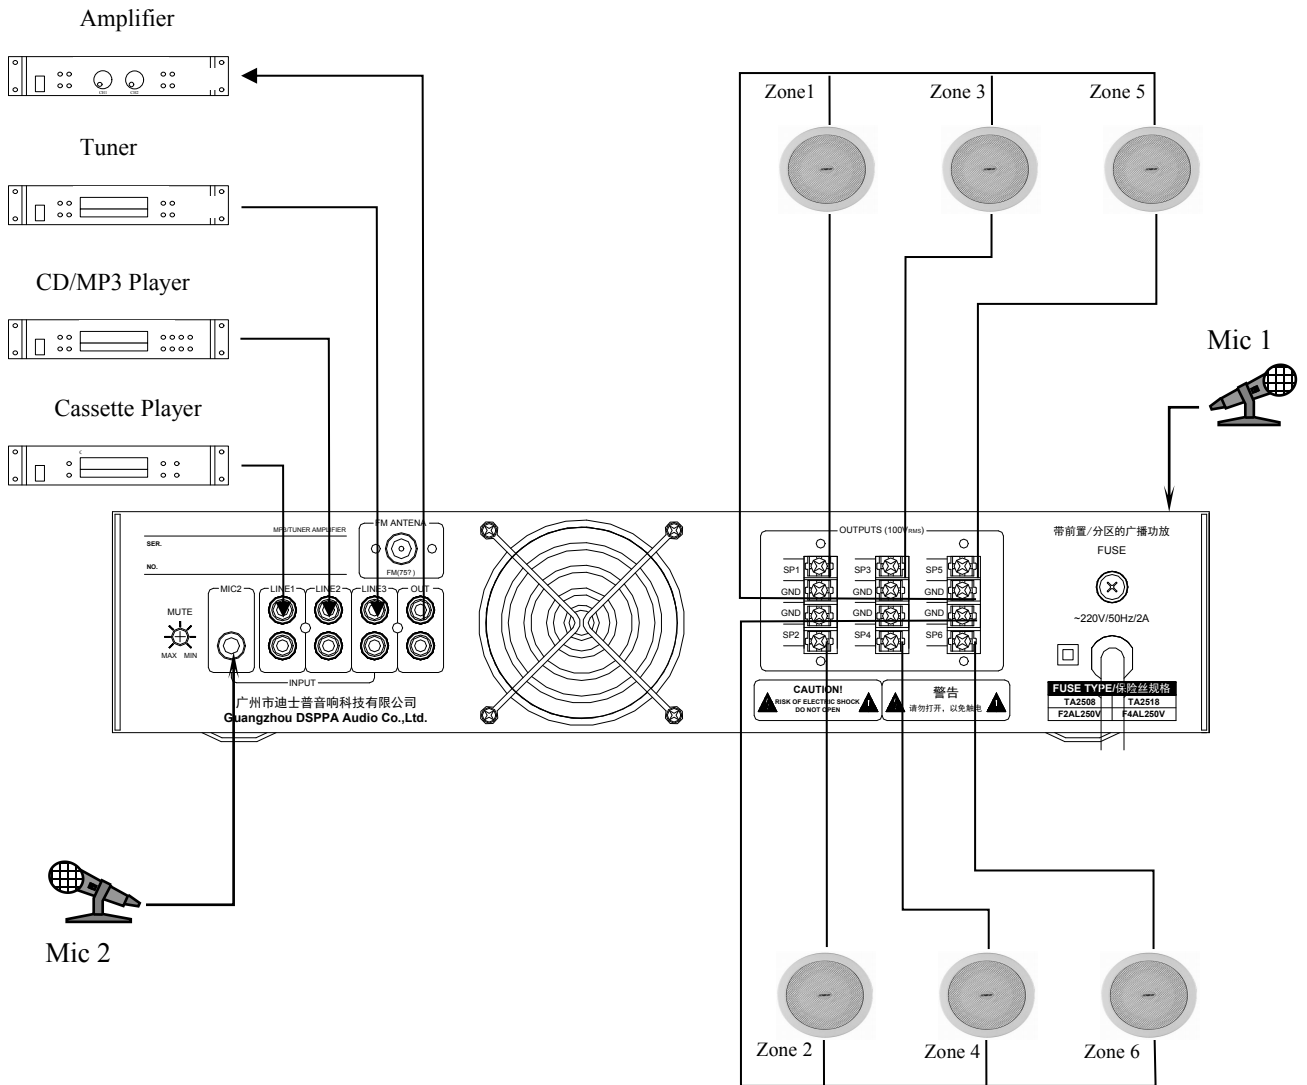 Amplifier
CH1 CH2
Tuner
CD/MP3 Player
Cassette Player
Zone1
Zone 3
Zone 5
Mic 1
MP3/TUNER AMPLIFIER
SER.
NO.
FM ANTENA
FM(75?)
MUTE
MAX MIN
MIC2
LINE1
LINE2
LINE3
OUT
INPUT
广州市迪士普音响科技有限公司
Guangzhou DSPPA Audio Co.,Ltd.
OUTPUTS (100VRMS)
SP1 SP3 SP5
GND GND GND
GND GND GND
SP2 SP4 SP6
CAUTION!
RISK OF ELECTRIC SHOCK
DO NOT OPEN
警告
请勿打开，以免触电
带前置/分区的广播功放
FUSE
~220V/50Hz/2A
FUSE TYPE/保险丝规格
TA2508 TA2518
F2AL250V F4AL250V
Mic 2
Zone 2
Zone 4
Zone 6